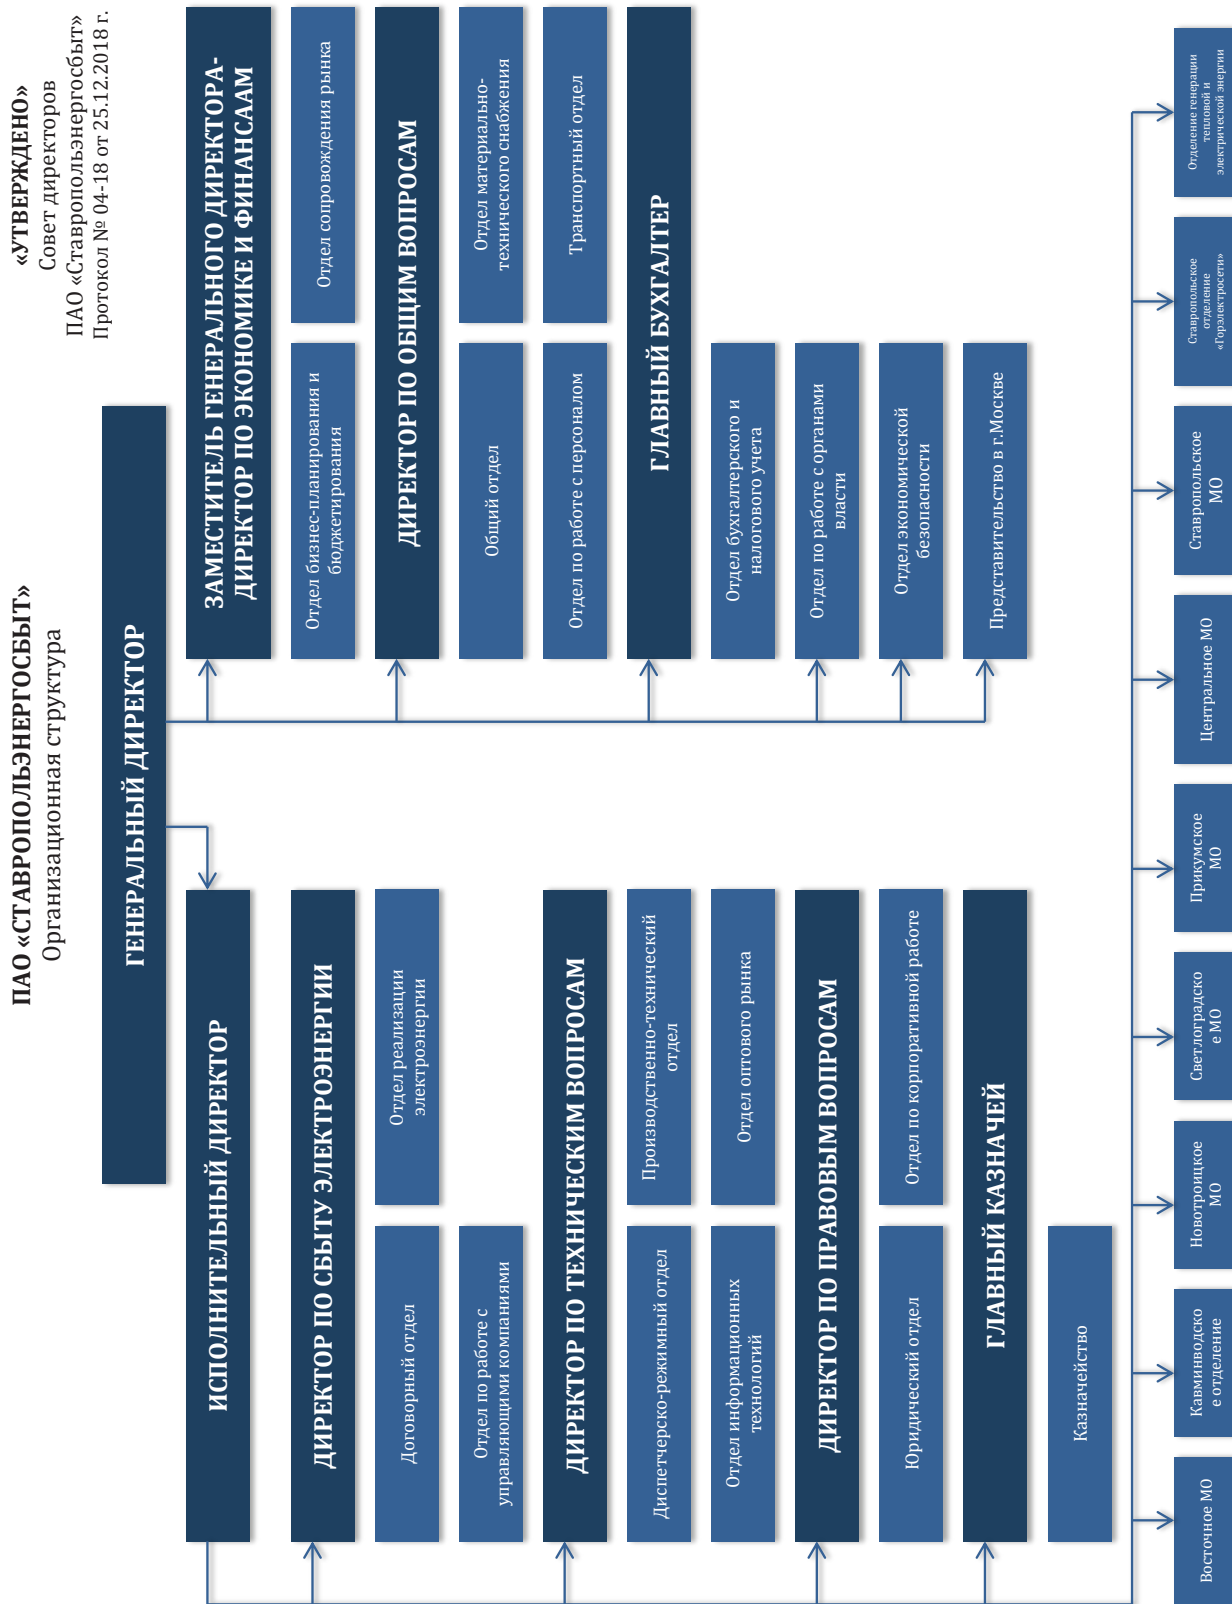 «УТВЕРЖДЕНО»
Совет директоров
ПАО «Ставропольэнергосбыт»
Протокол № 04-18 от 25.12.2018 г.
ПАО «СТАВРОПОЛЬЭНЕРГОСБЫТ»
Организационная структура
ГЕНЕРАЛЬНЫЙ ДИРЕКТОР
ИСПОЛНИТЕЛЬНЫЙ ДИРЕКТОР
ДИРЕКТОР ПО СБЫТУ ЭЛЕКТРОЭНЕРГИИ
Договорный отдел
Отдел реализации
электроэнергии
Отдел по работе с
управляющими компаниями
ДИРЕКТОР ПО ТЕХНИЧЕСКИМ ВОПРОСАМ
Диспетчерско-режимный отдел
Производственно-технический
отдел
Отдел информационных
технологий
Отдел оптового рынка
ДИРЕКТОР ПО ПРАВОВЫМ ВОПРОСАМ
Юридический отдел
Отдел по корпоративной работе
ГЛАВНЫЙ КАЗНАЧЕЙ
Казначейство
ЗАМЕСТИТЕЛЬ ГЕНЕРАЛЬНОГО ДИРЕКТОРА-
ДИРЕКТОР ПО ЭКОНОМИКЕ И ФИНАНСААМ
Отдел бизнес-планирования и
бюджетирования
Отдел сопровождения рынка
ДИРЕКТОР ПО ОБЩИМ ВОПРОСАМ
Общий отдел
Отдел материально-
технического снабжения
Отдел по работе с персоналом
Транспортный отдел
ГЛАВНЫЙ БУХГАЛТЕР
Отдел бухгалтерского и
налогового учета
Отдел по работе с органами
власти
Отдел экономической
безопасности
Представительство в г.Москве
Восточное МО
Кавминводско
е отделение
Новотроицкое
МО
Светлоградско
е МО
Прикумское
МО
Центральное МО
Ставропольское
МО
Ставропольское
отделение
«Горэлектросети»
Отделение генерации
тепловой и
электрической энергии